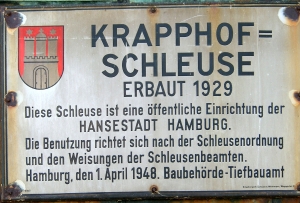 KRAPPHOF=
SCHLEUSE
ERBAUT 1929
Diese Schleuse ist eine öffentliche Einrichtung der
HANSESTADT HAMBURG.
Die Benutzung richtet sich nach der Schleusenordnung
und den Weisungen der Schleusenbeamten.
Hamburg, den 1. April 1948. Baubehörde-Tiefbauamt